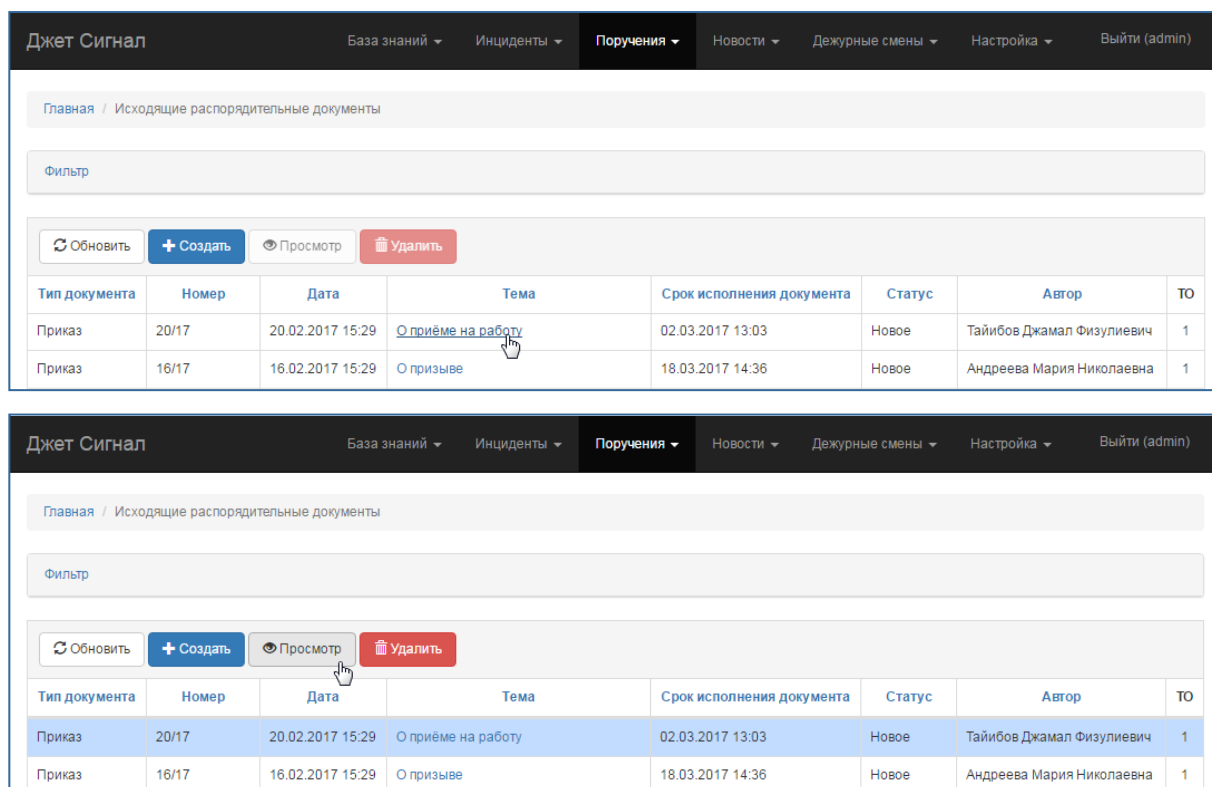 Джет Сигнал База знаний Инциденты Поручения Новости Дежурные смены Настройка Выйти (admin)
Главная / Исходящие распорядительные документы
Фильтр
Обновить Создать Просмотр Удалить
Тип документа Номер Дата Тема Срок исполнения документа Статус Автор ТО
Приказ 20/17 20.02.2017 15:29 О приёме на работу 02.03.2017 13:03 Новое Тайибов Джамал Физулиевич 1
Приказ 16/17 16.02.2017 15:29 О призыве 18.03.2017 14:36 Новое Андреева Мария Николаевна 1
Джет Сигнал База знаний Инциденты Поручения Новости Дежурные смены Настройка Выйти (admin)
Главная / Исходящие распорядительные документы
Фильтр
Обновить Создать Просмотр Удалить
Тип документа Номер Дата Тема Срок исполнения документа Статус Автор ТО
Приказ 20/17 20.02.2017 15:29 О приёме на работу 02.03.2017 13:03 Новое Тайибов Джамал Физулиевич 1
Приказ 16/17 16.02.2017 15:29 О призыве 18.03.2017 14:36 Новое Андреева Мария Николаевна 1